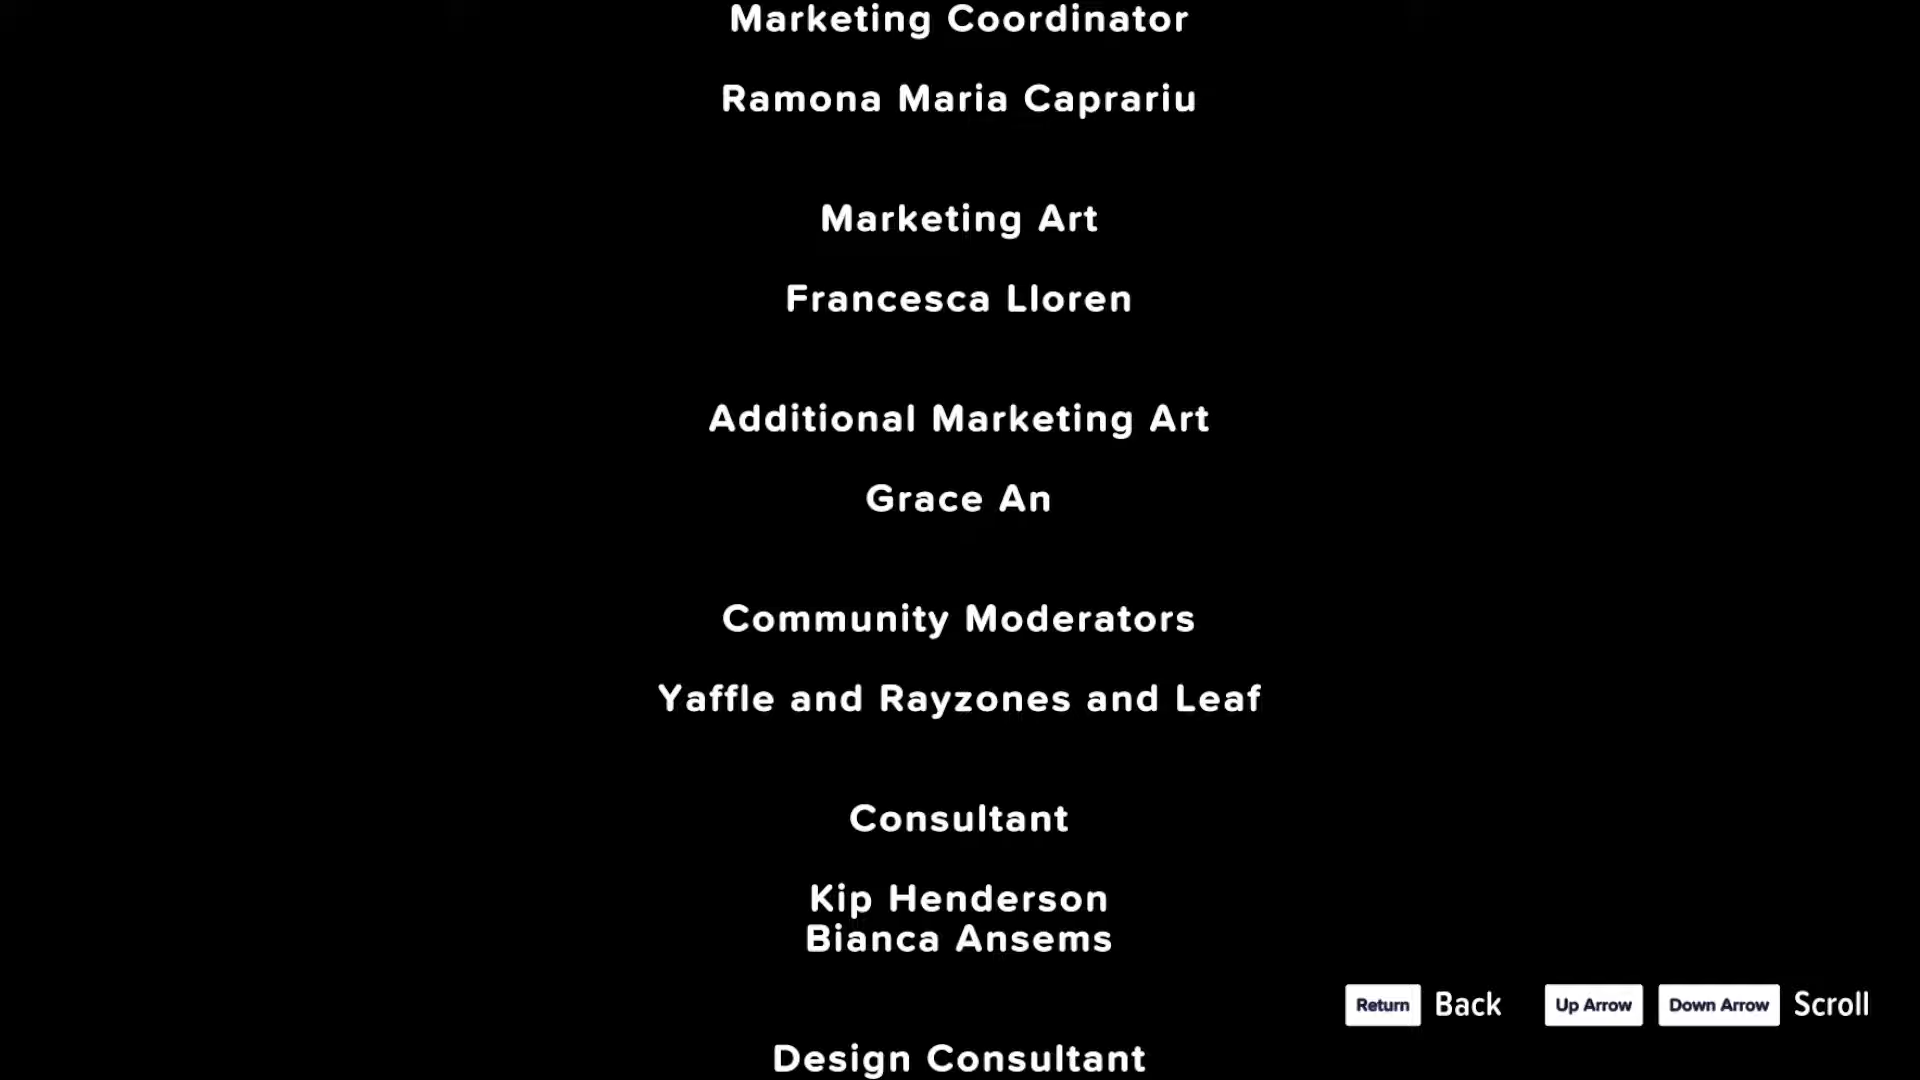 Marketing Coordinator
Ramona Maria Caprariu
Marketing Art
Francesca Lloren
Additional Marketing Art
Grace An
Community Moderators
Yaffle and Rayzones and Leaf
Consultant
Kip Henderson
Bianca Ansems
Return Back Up Arrow Down Arrow Scroll
Design Consultant